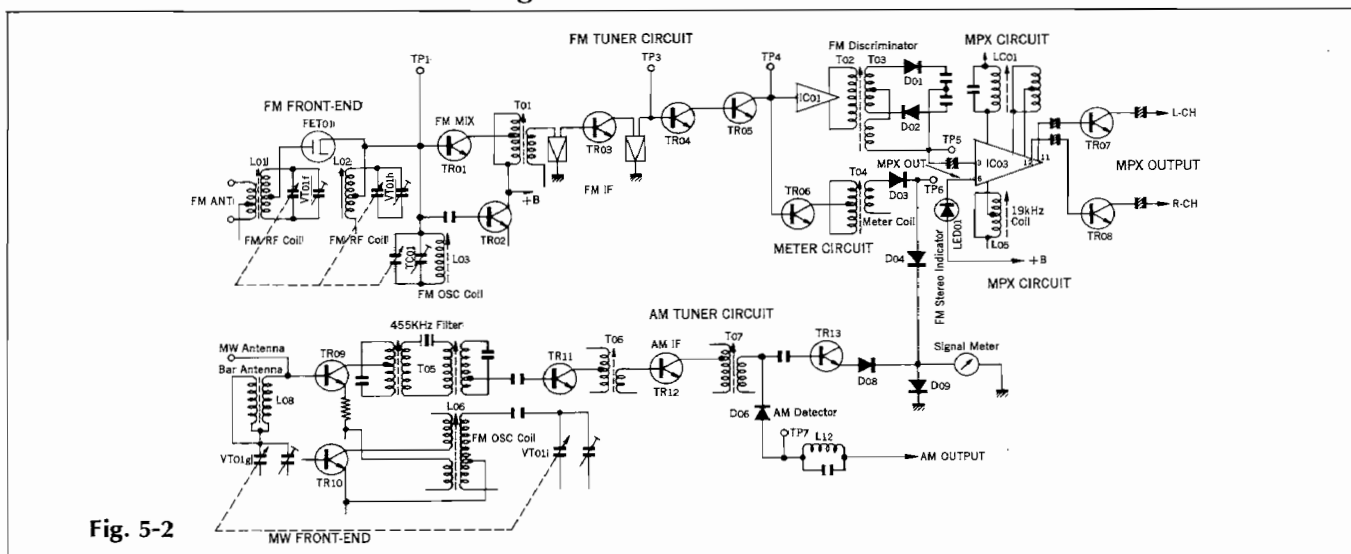 FM TUNER CIRCUIT
TP1
TP3
TP4
FM Discriminator
T02
T03
D01
D02
MPX CIRCUIT
LC01
FM FRONT-END
FET01
T01
FM MIX
TR01
TR03
TR04
TR05
IC01
TP5
TR07
L-CH
L01
L02
VT01f
VT01h
FM IF
+B
MPX OUT
3
6
IC03
12
11
MPX OUTPUT
FM ANT
FM/RF Coil
FM/RF Coil
TR02
TR06
T04
D03
TP6
Meter Coil
LED01
19kHz
Coil
L05
TR08
R-CH
TC01
L03
FM OSC Coil
METER CIRCUIT
D04
FM Stereo Indicator
+B
MPX CIRCUIT
AM TUNER CIRCUIT
455KHz Filter
MW Antenna
Bar Antenna
TR09
T05
TR11
T06
AM IF
TR12
T07
TR13
D08
Signal Meter
L08
L06
FM OSC Coil
D06
AM Detector
D09
VT01g
TR10
VT01i
TP7
L12
AM OUTPUT
Fig. 5-2
MW FRONT-END